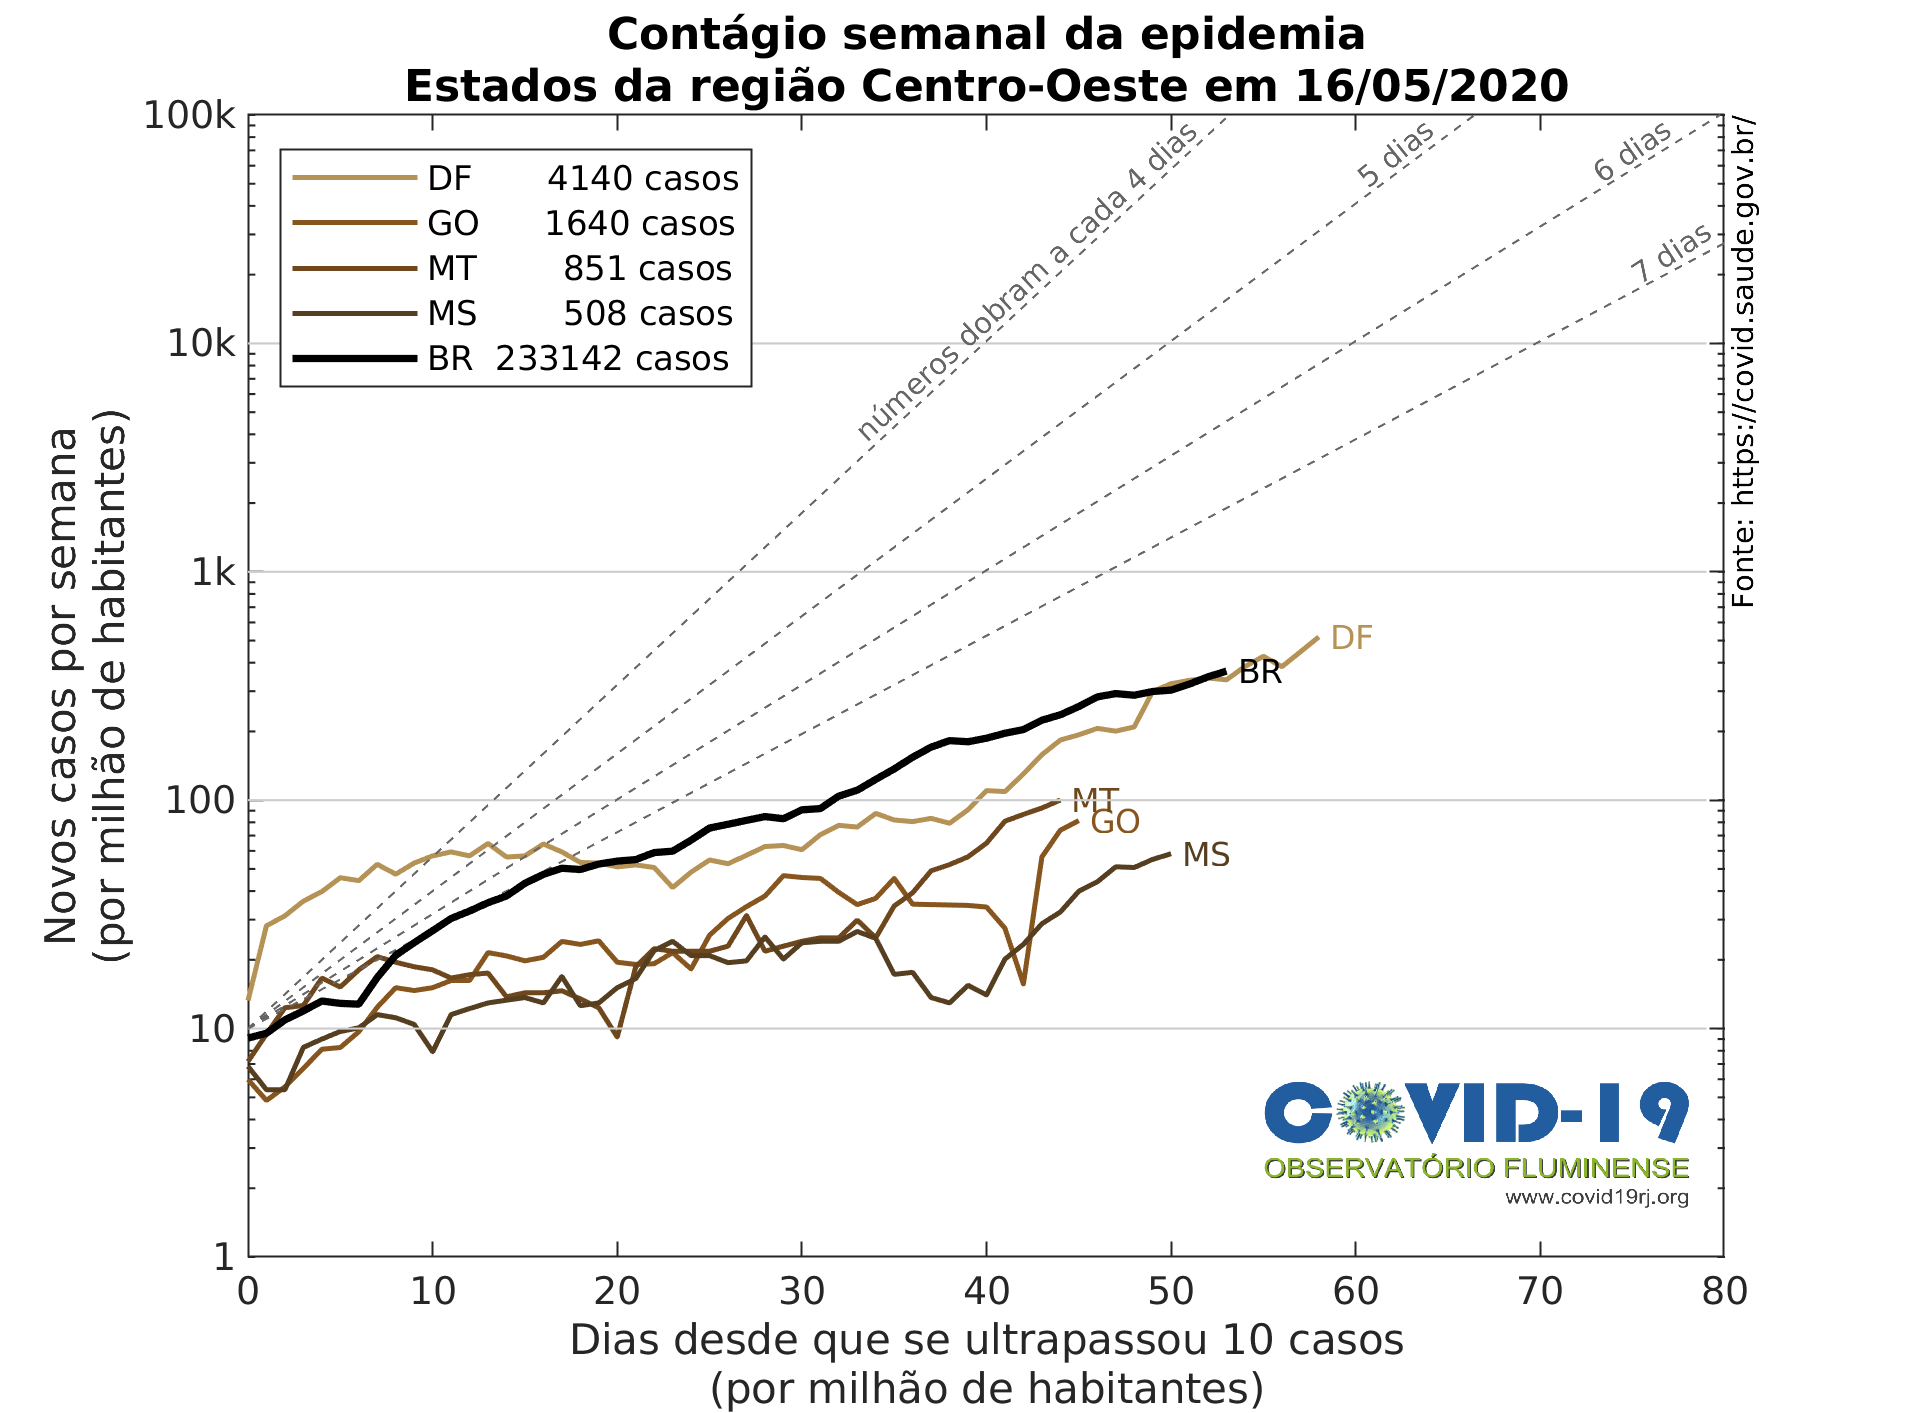 Contágio semanal da epidemia
Estados da região Centro-Oeste em 16/05/2020
100k
10k
1k
100
10
1
Novos casos por semana
(por milhão de habitantes)
DF 4140 casos
GO 1640 casos
MT 851 casos
MS 508 casos
BR 233142 casos
números dobram a cada 4 dias
5 dias
6 dias
7 dias
Fonte: https://covid.saude.gov.br/
DF
BR
MT
GO
MS
COVID-19
OBSERVATÓRIO FLUMINENSE
www.covid19rj.org
0 10 20 30 40 50 60 70 80
Dias desde que se ultrapassou 10 casos
(por milhão de habitantes)